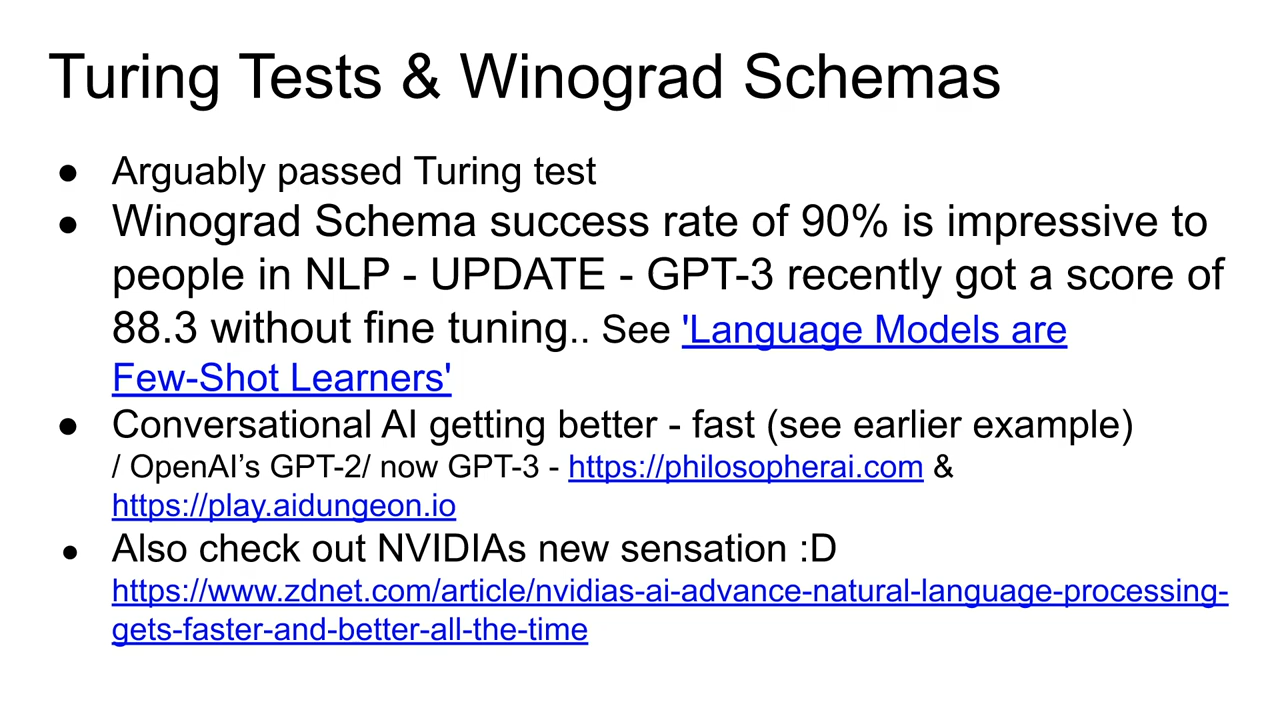 Turing Tests & Winograd Schemas
● Arguably passed Turing test
● Winograd Schema success rate of 90% is impressive to
people in NLP - UPDATE - GPT-3 recently got a score of
88.3 without fine tuning.. See 'Language Models are
Few-Shot Learners'
● Conversational AI getting better - fast (see earlier example)
/ OpenAI’s GPT-2/ now GPT-3 - https://philosopherai.com &
https://play.aidungeon.io
● Also check out NVIDIAs new sensation :D
https://www.zdnet.com/article/nvidias-ai-advance-natural-language-processing-
gets-faster-and-better-all-the-time